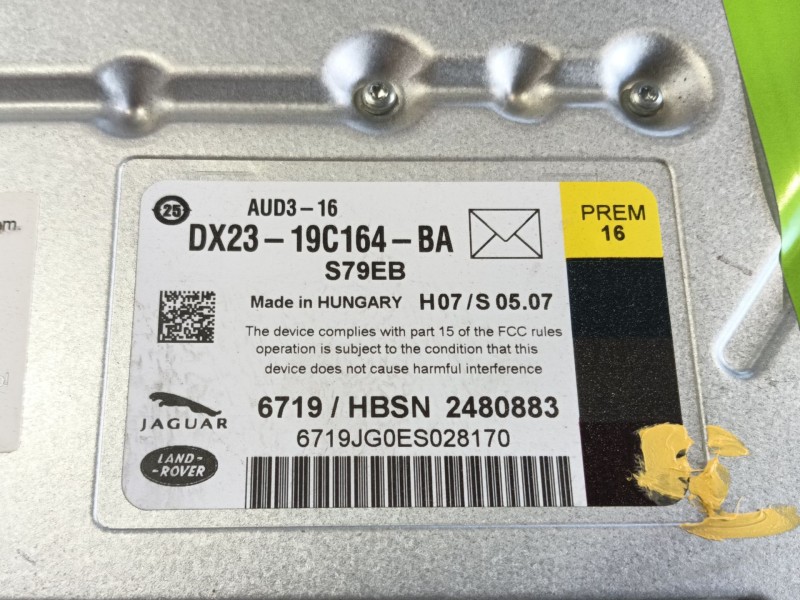 25
AUD3-16
DX23-19C164-BA
S79EB
PREM
16
Made in HUNGARY H07/S 05.07
The device complies with part 15 of the FCC rules
operation is subject to the condition that this
device does not cause harmful interference
JAGUAR
6719/HBSN 2480883
6719JG0ES028170
LAND-
-ROVER